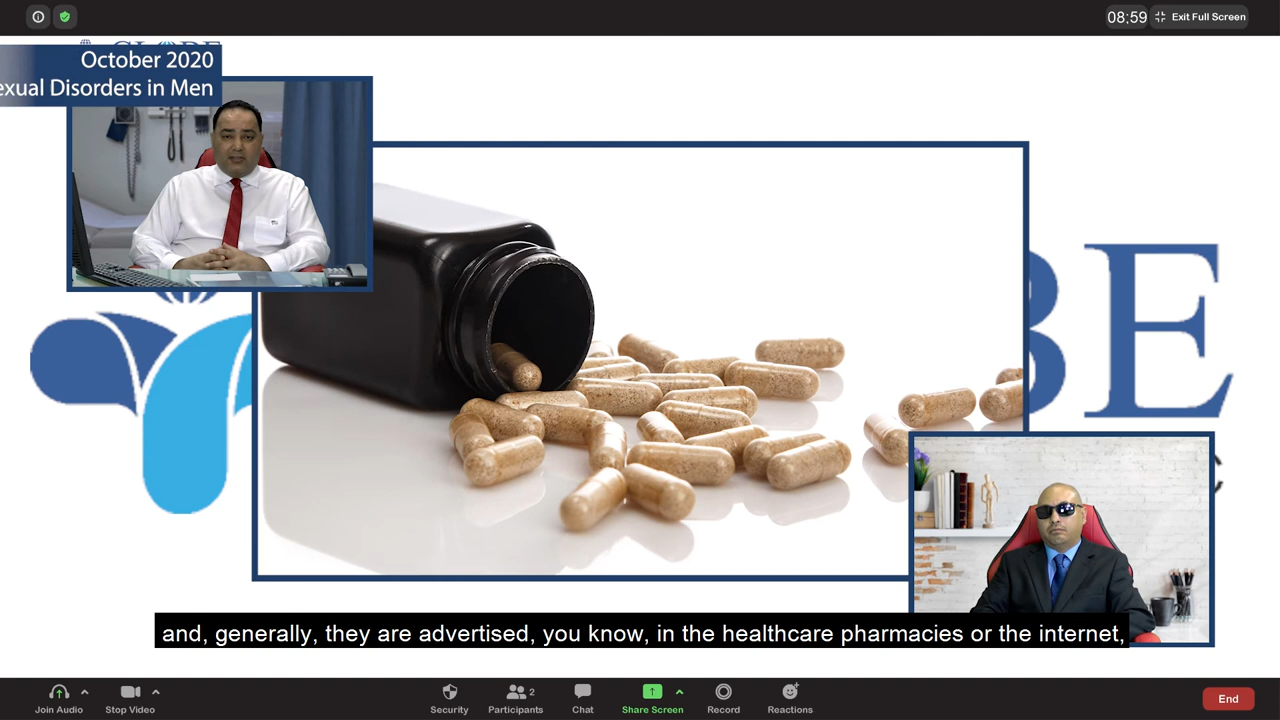 08:59
Exit Full Screen
October 2020
exual Disorders in Men
BE
and, generally, they are advertised, you know, in the healthcare pharmacies or the internet,
Join Audio
Stop Video
Security
Participants
2
Chat
Share Screen
Record
Reactions
End